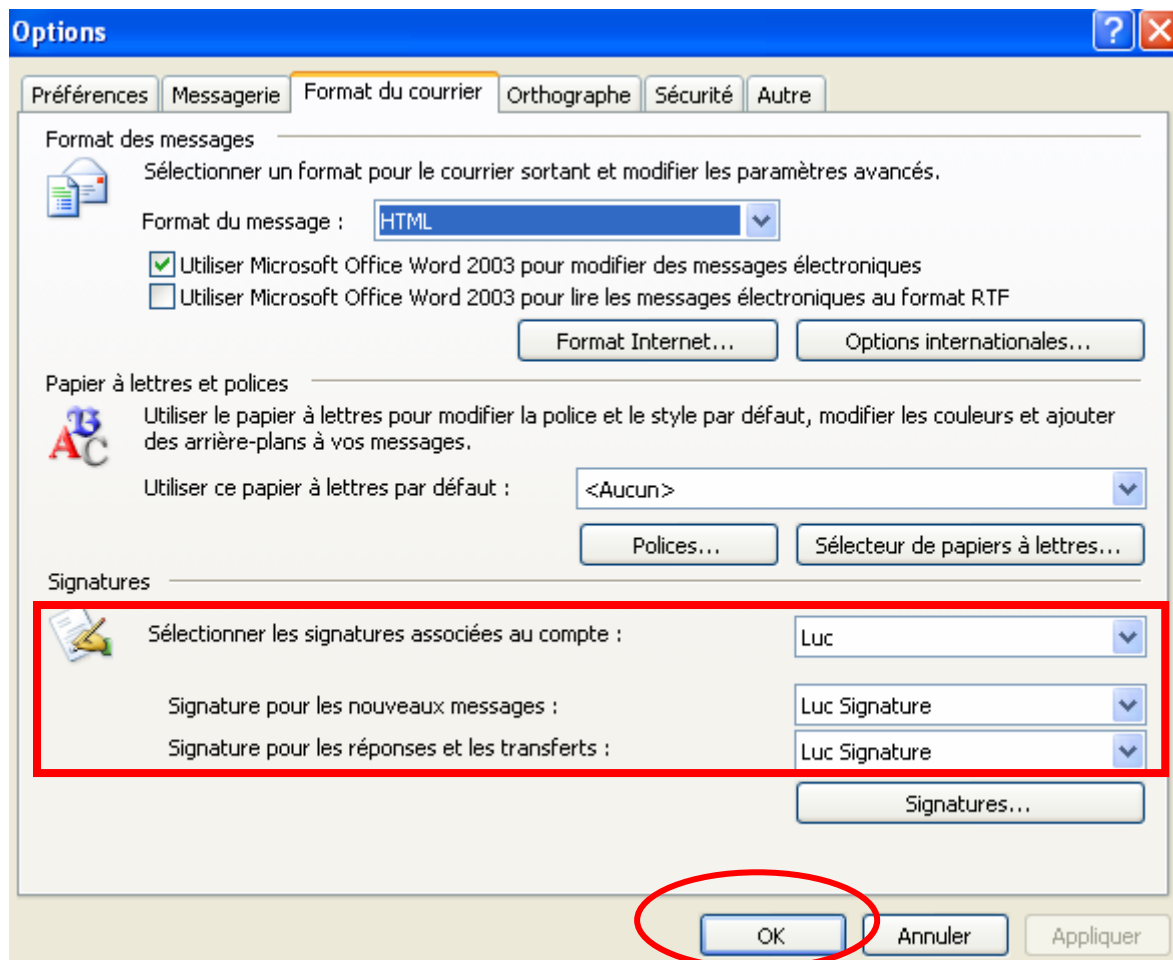 Options
Préférences Messagerie Format du courrier Orthographe Sécurité Autre
Format des messages
Sélectionner un format pour le courrier sortant et modifier les paramètres avancés.
Format du message : HTML
Utiliser Microsoft Office Word 2003 pour modifier des messages électroniques
Utiliser Microsoft Office Word 2003 pour lire les messages électroniques au format RTF
Format Internet... Options internationales...
Papier à lettres et polices
Utiliser le papier à lettres pour modifier la police et le style par défaut, modifier les couleurs et ajouter
des arrière-plans à vos messages.
Utiliser ce papier à lettres par défaut : <Aucun>
Polices... Sélecteur de papiers à lettres...
Signatures
Sélectionner les signatures associées au compte : Luc
Signature pour les nouveaux messages : Luc Signature
Signature pour les réponses et les transferts : Luc Signature
Signatures...
OK Annuler Appliquer